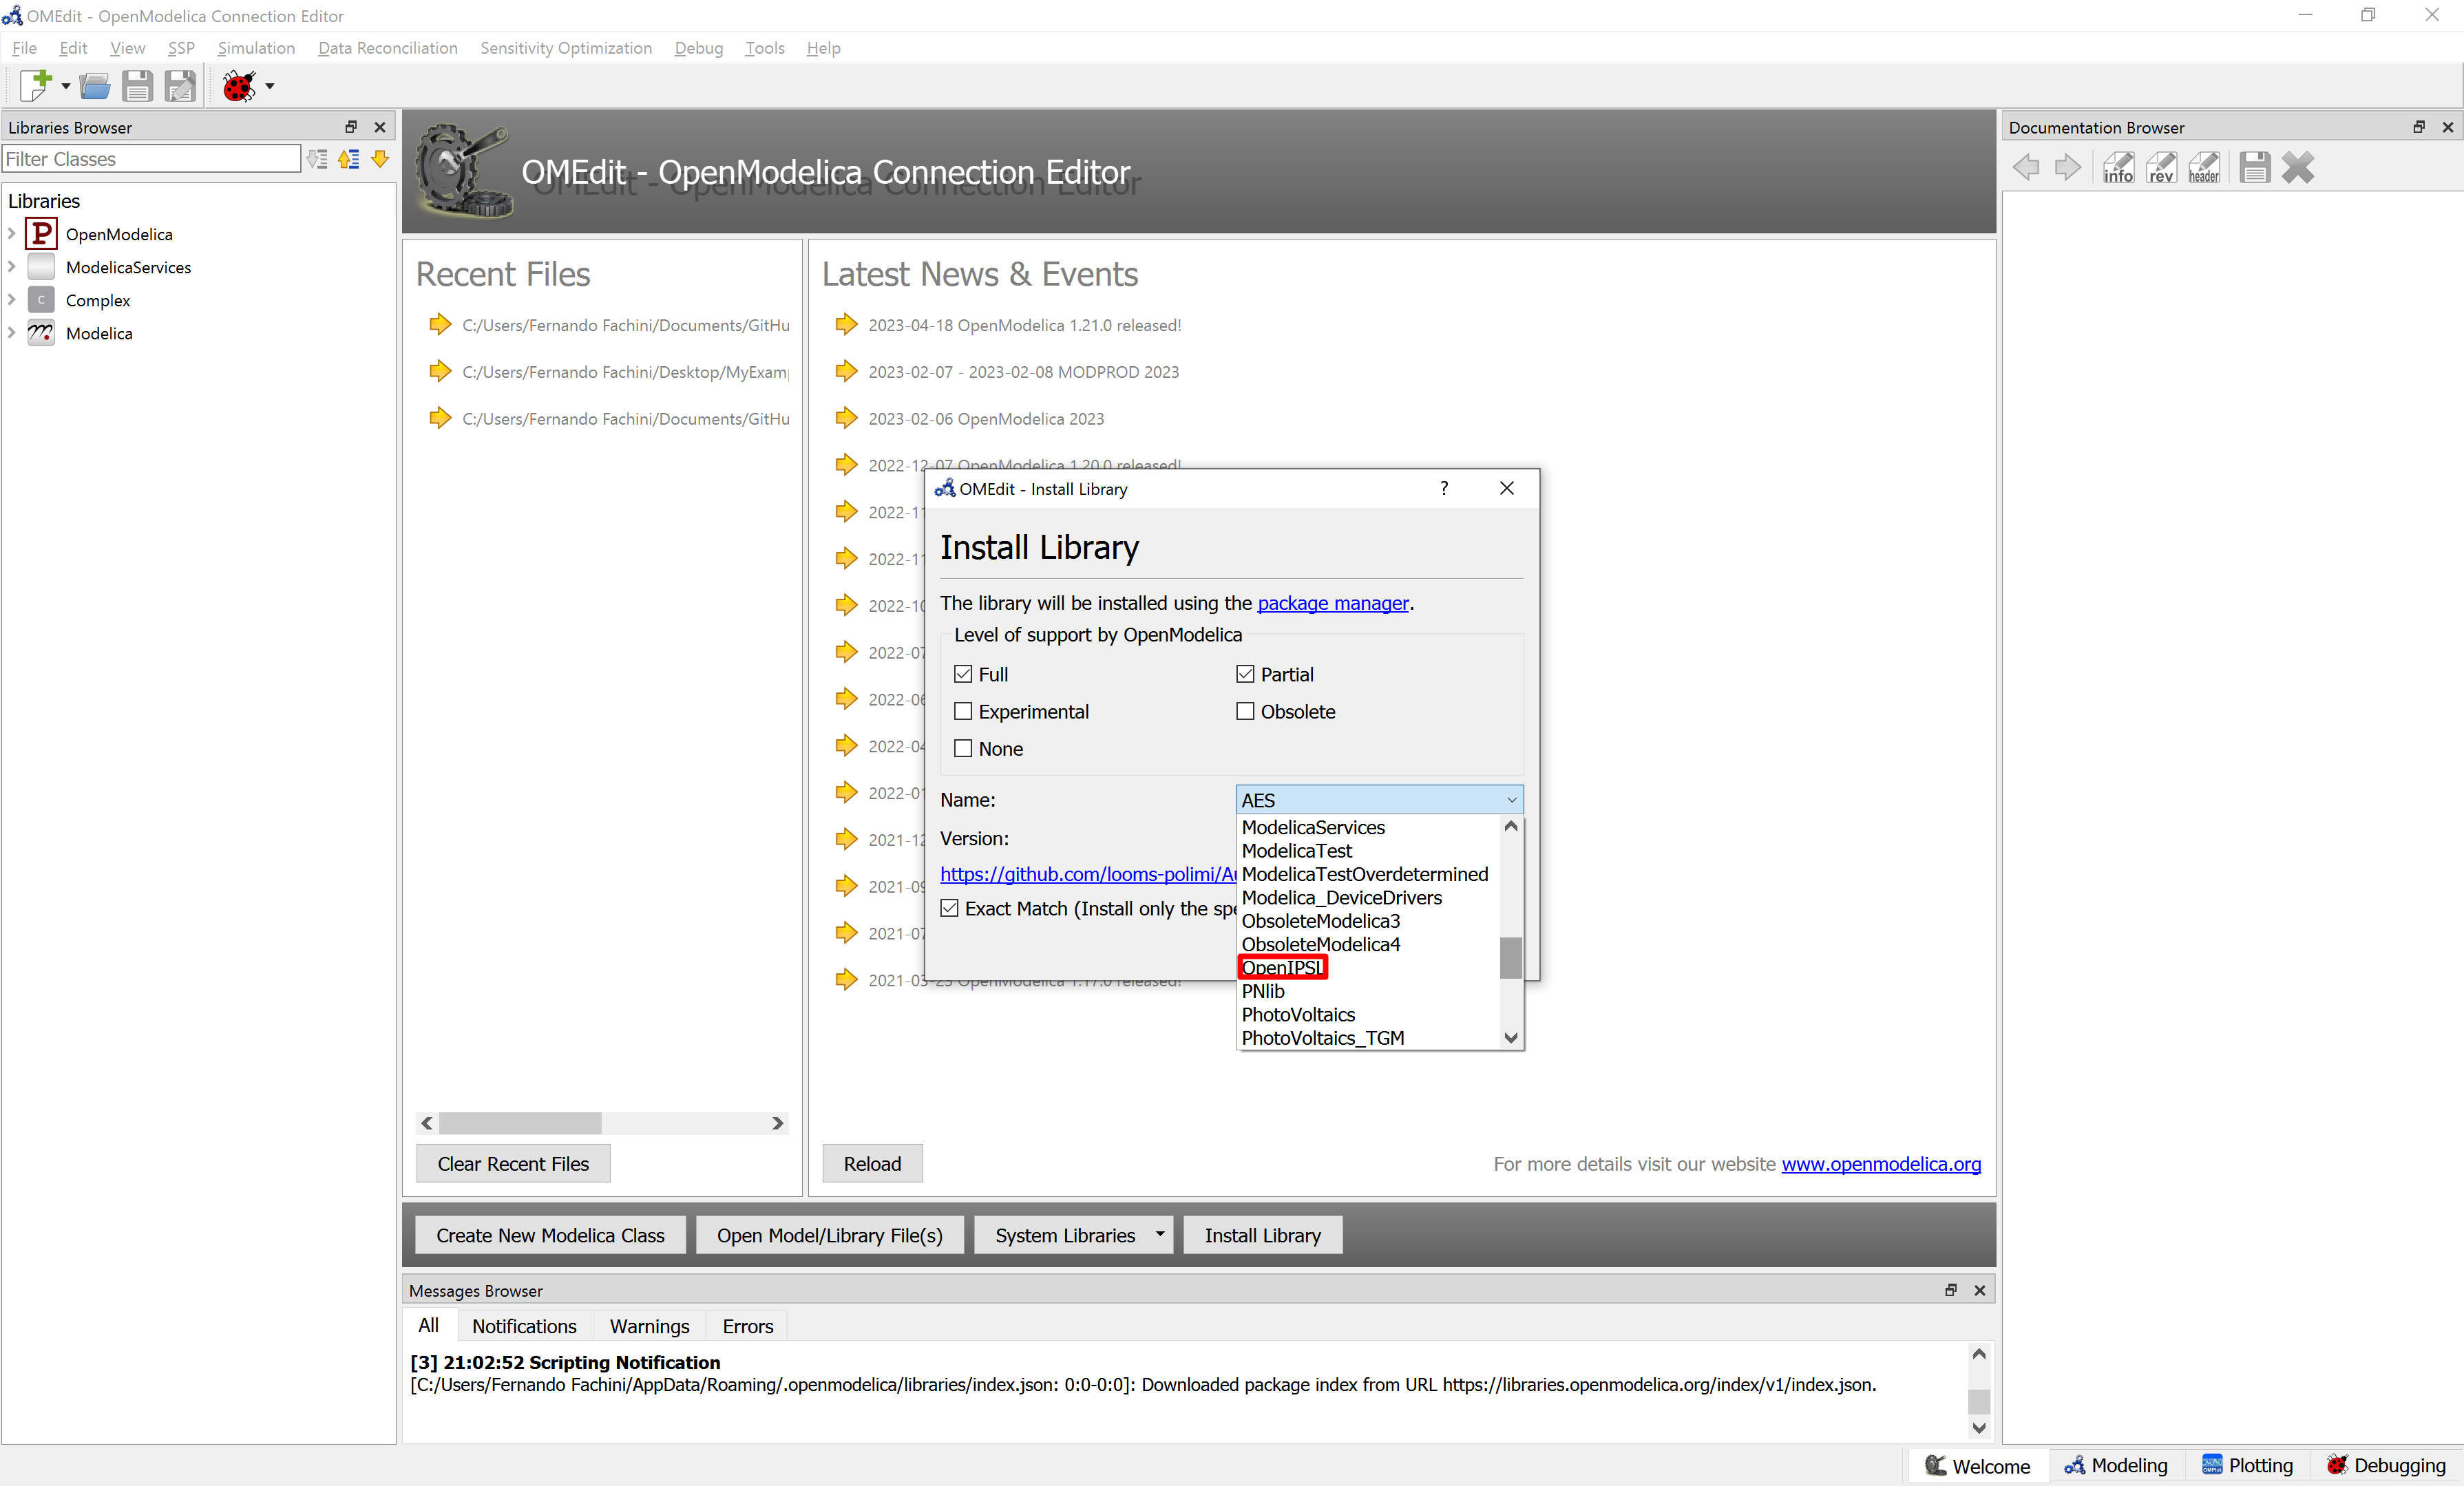 OMEdit - OpenModelica Connection Editor
File Edit View SSP Simulation Data Reconciliation Sensitivity Optimization Debug Tools Help
Libraries Browser
Filter Classes
Libraries
P OpenModelica
ModelicaServices
C Complex
m Modelica
OMEdit - OpenModelica Connection Editor
Recent Files
C:/Users/Fernando Fachini/Documents/GitHu
C:/Users/Fernando Fachini/Desktop/MyExam
C:/Users/Fernando Fachini/Documents/GitHu
Clear Recent Files
Latest News & Events
2023-04-18 OpenModelica 1.21.0 released!
2023-02-07 - 2023-02-08 MODPROD 2023
2023-02-06 OpenModelica 2023
2022-12-07 OpenModelica 1.20.0 released!
2022-11
2022-11
2022-10
2022-07
2022-06
2022-04
2022-01
2021-12
2021-09
2021-07
2021-03-23 OpenModelica 1.17.0 released!
Reload
For more details visit our website www.openmodelica.org
OMEdit - Install Library
?
Install Library
The library will be installed using the package manager.
Level of support by OpenModelica
Full Partial
Experimental Obsolete
None
Name: AES
Version:
https://github.com/looms-polimi/A
Exact Match (Install only the spe
ModelicaServices
ModelicaTest
ModelicaTestOverdetermined
Modelica_DeviceDrivers
ObsoleteModelica3
ObsoleteModelica4
OpenIPSL
PNlib
PhotoVoltaics
PhotoVoltaics_TGM
Create New Modelica Class Open Model/Library File(s) System Libraries Install Library
Messages Browser
All Notifications Warnings Errors
[3] 21:02:52 Scripting Notification
[C:/Users/Fernando Fachini/AppData/Roaming/.openmodelica/libraries/index.json: 0:0-0:0]: Downloaded package index from URL https://libraries.openmodelica.org/index/v1/index.json.
Documentation Browser
info rev header
Welcome Modeling Plotting Debugging